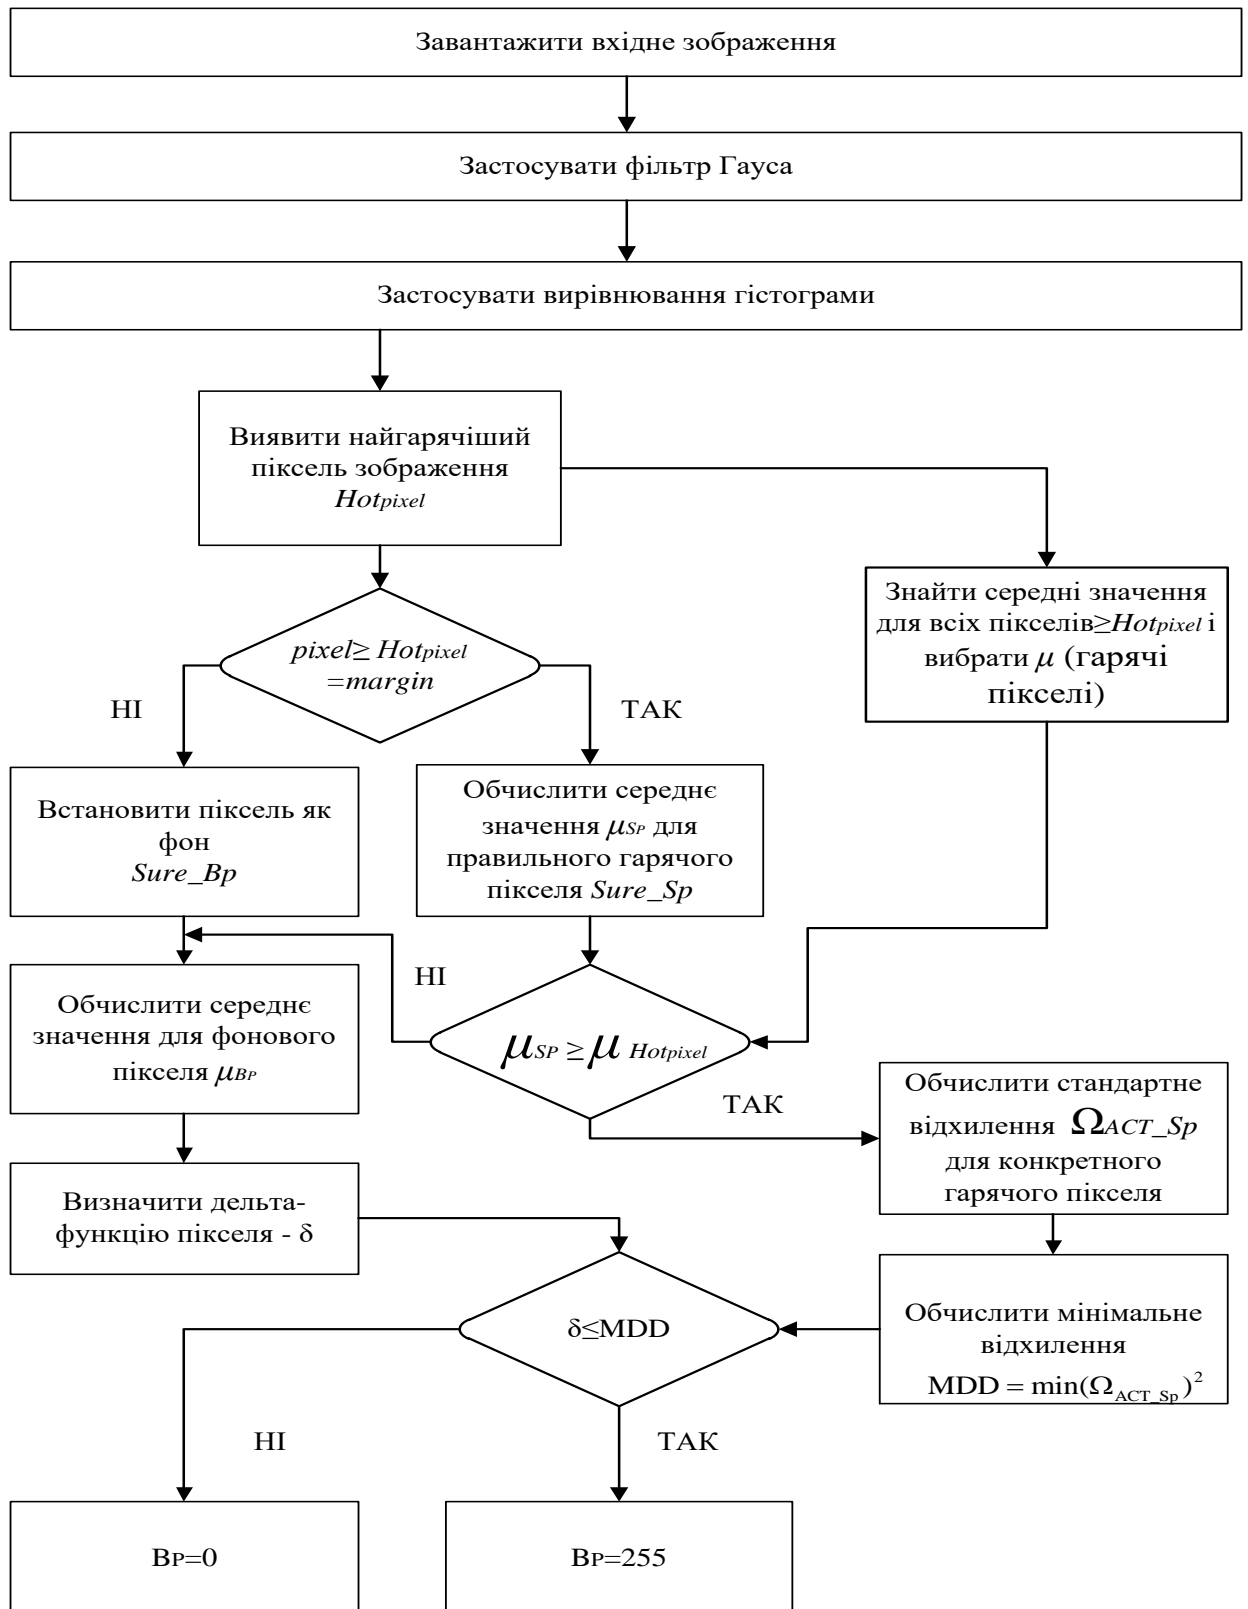 Завантажити вхідне зображення
Застосувати фільтр Гауса
Застосувати вирівнювання гістограми
Виявити найгарячіший
піксель зображення
Hotpixel
Знайти середні значення
для всіх пікселів≥Hotpixel і
вибрати μ (гарячі
пікселі)
pixel≥ Hotpixel
=margin
НІ
ТАК
Встановити піксель як
фон
Sure_Bp
Обчислити середнє
значення μSP для
правильного гарячого
пікселя Sure_Sp
НІ
Обчислити середнє
значення для фонового
пікселя μBP
μSP ≥ μ Hotpixel
ТАК
Обчислити стандартне
відхилення ΩACT_Sp
для конкретного
гарячого пікселя
Визначити дельта-
функцію пікселя - δ
δ≤MDD
Обчислити мінімальне
відхилення
MDD = min(ΩACT_Sp)²
НІ
ТАК
BP=0
BP=255